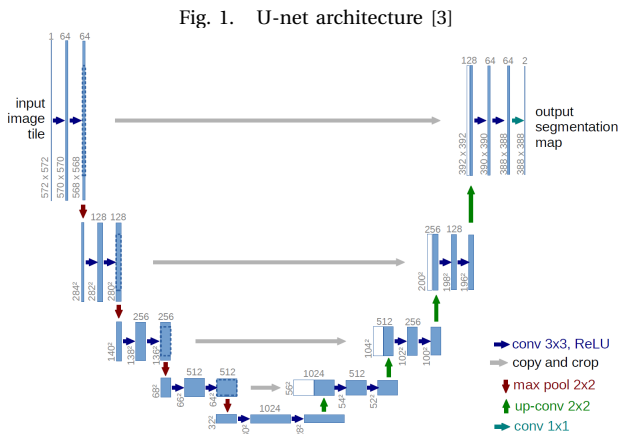 Fig. 1. U-net architecture [3]
1 64 64
128 64 64 2
input
image
tile
output
segmentation
map
572 x 572
570 x 570
568 x 568
392 x 392
390 x 390
388 x 388
388 x 388
128 128
256 128
284²
282²
280²
200²
198²
196²
256 256
512 256
140²
138²
136²
104²
102²
100²
conv 3x3, ReLU
copy and crop
max pool 2x2
up-conv 2x2
conv 1x1
512 512
1024 512
68²
66²
64²
56²
54²
52²
1024
32²